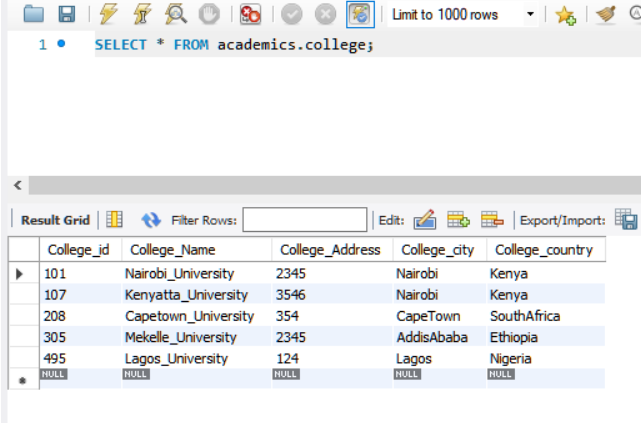 Limit to 1000 rows
1 SELECT * FROM academics.college;
Result Grid Filter Rows: Edit: Export/Import:
College_id College_Name College_Address College_city College_country
101 Nairobi_University 2345 Nairobi Kenya
107 Kenyatta_University 3546 Nairobi Kenya
208 Capetown_University 354 CapeTown SouthAfrica
305 Mekelle_University 2345 AddisAbaba Ethiopia
495 Lagos_University 124 Lagos Nigeria
NULL NULL NULL NULL NULL